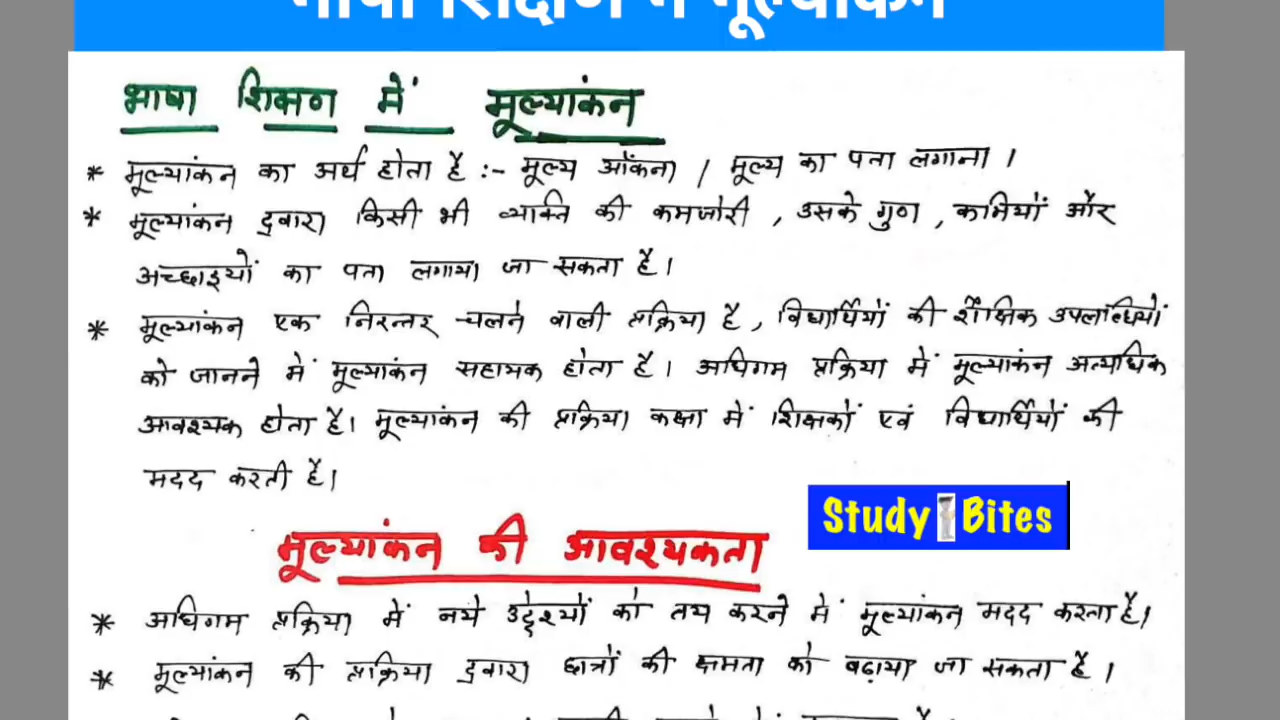 भाषा शिक्षण में मूल्यांकन
भाषा शिक्षण में मूल्यांकन
* मूल्यांकन का अर्थ होता है :- मूल्य आँकना / मूल्य का पता लगाना ।
* मूल्यांकन द्वारा किसी भी व्यक्ति की कमजोरी , उसके गुण , कमियों और
अच्छाइयों का पता लगाया जा सकता है।
* मूल्यांकन एक निरन्तर चलने वाली प्रक्रिया है , विद्यार्थियों की शैक्षिक उपलब्धियों
को जानने में मूल्यांकन सहायक होता है। अधिगम प्रक्रिया में मूल्यांकन अत्यधिक
आवश्यक होता है। मूल्यांकन की प्रक्रिया कक्षा में शिक्षकों एवं विद्यार्थियों की
मदद करती है।
Study Bites
मूल्यांकन की आवश्यकता
* अधिगम प्रक्रिया में नये उद्देश्यों को तय करने में मूल्यांकन मदद करता है।
* मूल्यांकन की प्रक्रिया द्वारा छात्रों की क्षमता को बढ़ाया जा सकता है ।